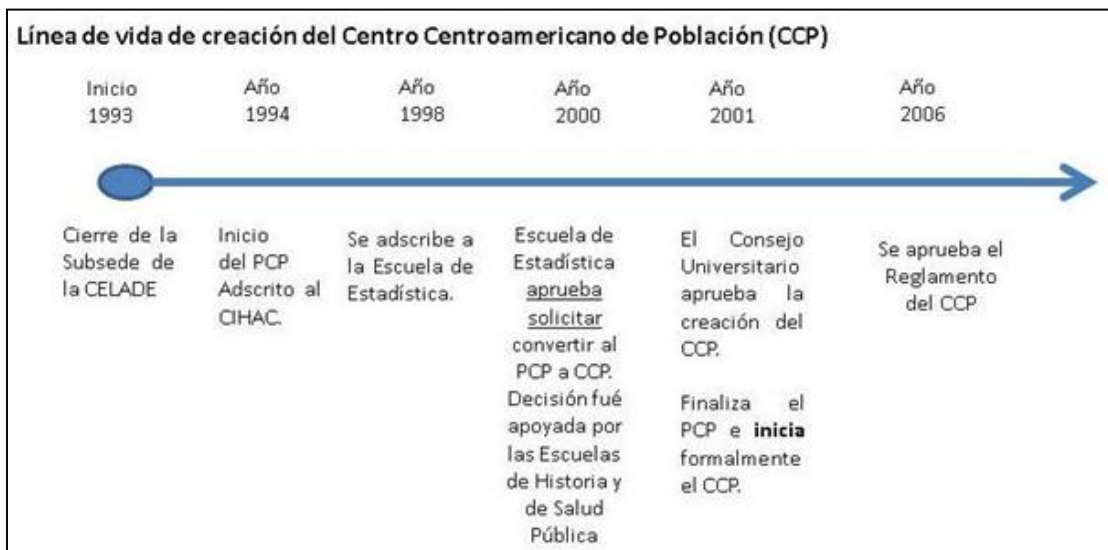 Línea de vida de creación del Centro Centroamericano de Población (CCP)
Inicio
1993
Año
1994
Año
1998
Año
2000
Año
2001
Año
2006
Cierre de la
Subsede de
la CELADE
Inicio
del PCP
Adscrito al
CIHAC.
Se adscribe a
la Escuela de
Estadística.
Escuela de
Estadística
aprueba
solicitar
convertir al
PCP a CCP.
Decisión fué
apoyada por
las Escuelas
de Historia y
de Salud
Pública
El Consejo
Universitario
aprueba la
creación del
CCP.
Finaliza el
PCP e inicia
formalmente
el CCP.
Se aprueba el
Reglamento
del CCP